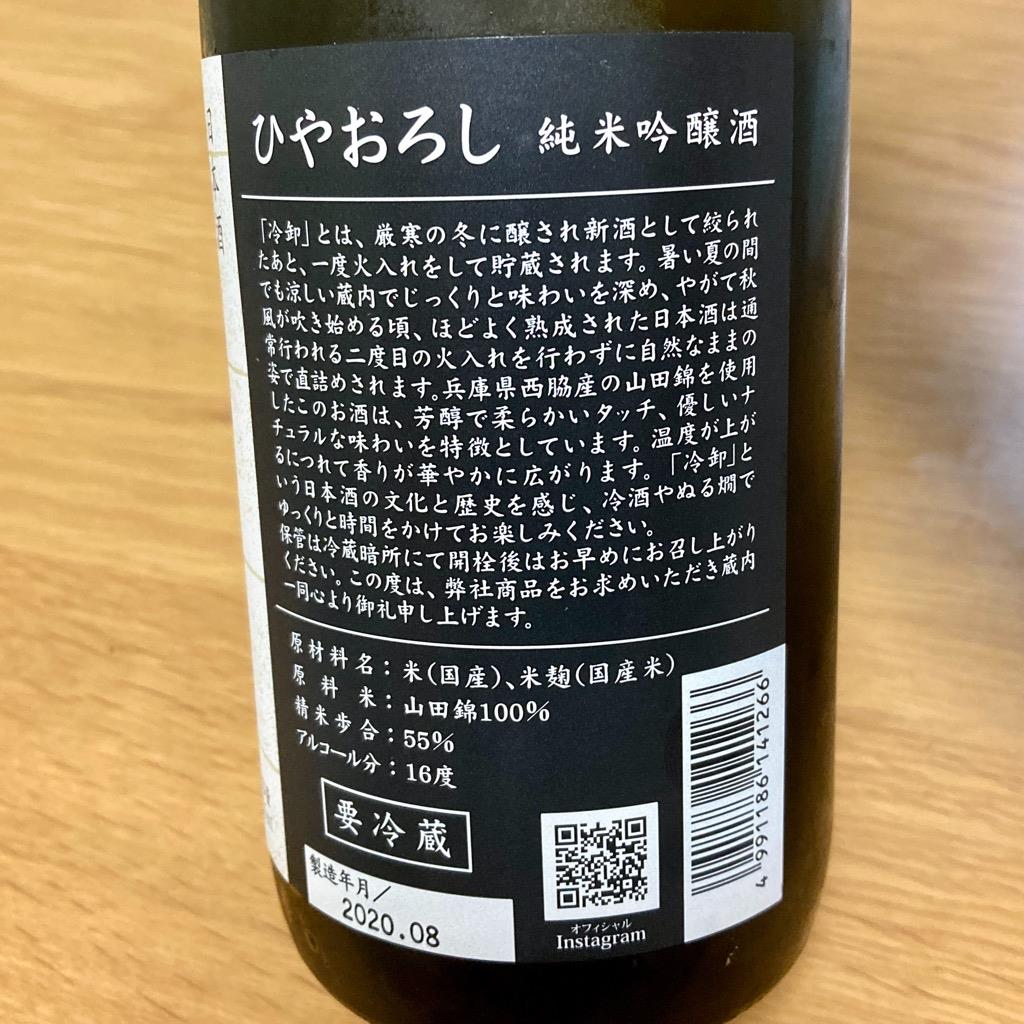 ひやおろし 純米吟醸酒
「冷卸」とは、厳寒の冬に醸され新酒として絞られ
たあと、一度火入れをして貯蔵されます。暑い夏の間
でも涼しい蔵内でじっくりと味わいを深め、やがて秋
風が吹き始める頃、ほどよく熟成された日本酒は通
常行われる二度目の火入れを行わずに自然なままの
姿で直詰めされます。兵庫県西脇産の山田錦を使用
したこのお酒は、芳醇で柔らかいタッチ、優しいナ
チュラルな味わいを特徴としています。温度が上が
るにつれて香りが華やかに広がります。「冷卸」と
いう日本酒の文化と歴史を感じ、冷酒やぬる燗で
ゆっくりと時間をかけてお楽しみください。
保管は冷蔵暗所にて開栓後はお早めにお召し上がり
ください。この度は、弊社商品をお求めいただき蔵内
一同心より御礼申し上げます。
原材料名：米(国産)、米麹(国産米)
原料米：山田錦100%
精米歩合：55%
アルコール分：16度
要冷蔵
製造年月/
2020.08
オフィシャル
Instagram
4991186141266
日本酒